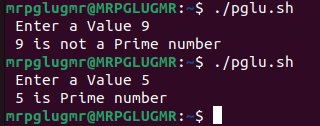 mrpglugmr@MRPGLUGMR:~$ ./pglu.sh
Enter a Value 9
9 is not a Prime number
mrpglugmr@MRPGLUGMR:~$ ./pglu.sh
Enter a Value 5
5 is Prime number
mrpglugmr@MRPGLUGMR:~$